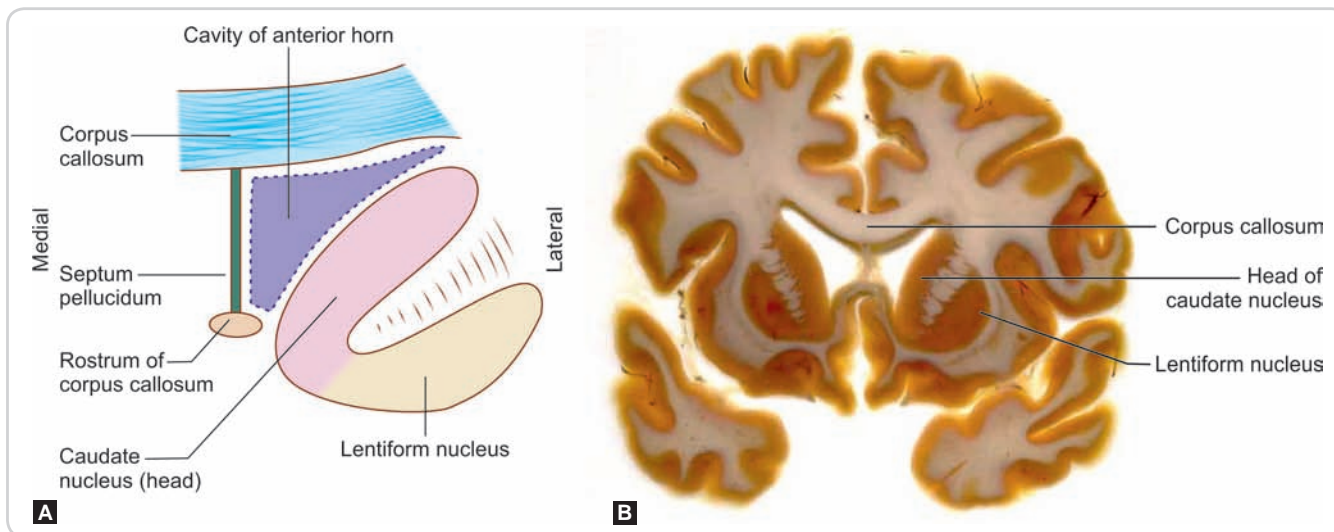 Cavity of anterior horn
Corpus
callosum
Medial
Septum
pellucidum
Rostrum of
corpus callosum
Caudate
nucleus (head)
Lentiform nucleus
Lateral
A
Corpus callosum
Head of
caudate nucleus
Lentiform nucleus
B